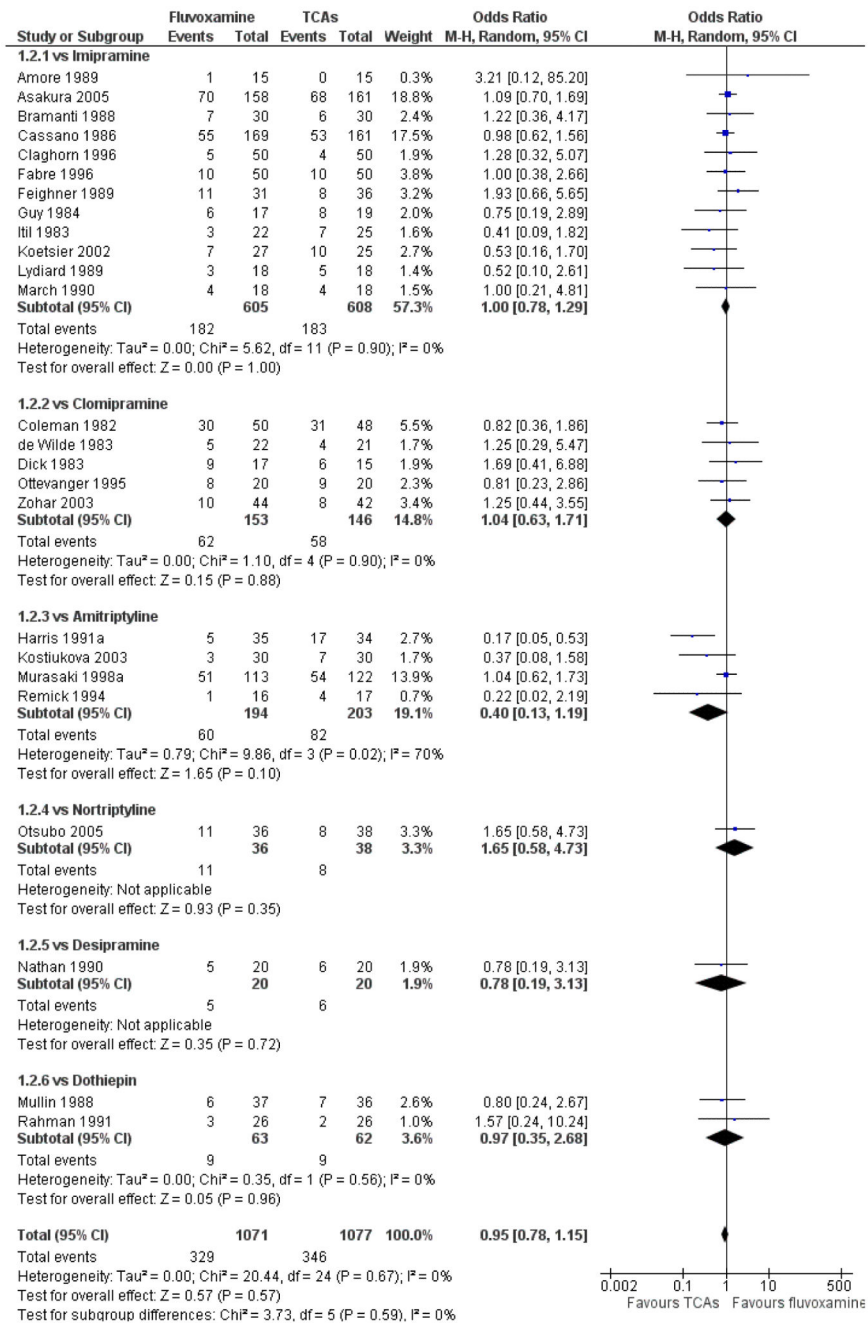 Fluvoxamine TCAs Odds Ratio Odds Ratio
Study or Subgroup Events Total Events Total Weight M-H, Random, 95% CI M-H, Random, 95% CI
1.2.1 vs Imipramine
Amore 1989 1 15 0 15 0.3% 3.21 [0.12, 85.20]
Asakura 2005 70 158 68 161 18.8% 1.09 [0.70, 1.69]
Bramanti 1988 7 30 6 30 2.4% 1.22 [0.36, 4.17]
Cassano 1986 55 169 53 161 17.5% 0.98 [0.62, 1.56]
Claghorn 1996 5 50 4 50 1.9% 1.28 [0.32, 5.07]
Fabre 1996 10 50 10 50 3.8% 1.00 [0.38, 2.66]
Feighner 1989 11 31 8 36 3.2% 1.93 [0.66, 5.65]
Guy 1984 6 17 8 19 2.0% 0.75 [0.19, 2.89]
Itil 1983 3 22 7 25 1.6% 0.41 [0.09, 1.82]
Koetsier 2002 7 27 10 25 2.7% 0.53 [0.16, 1.70]
Lydiard 1989 3 18 5 18 1.4% 0.52 [0.10, 2.61]
March 1990 4 18 4 18 1.5% 1.00 [0.21, 4.81]
Subtotal (95% CI) 605 608 57.3% 1.00 [0.78, 1.29]
Total events 182 183
Heterogeneity: Tau² = 0.00; Chi² = 5.62, df = 11 (P = 0.90); I² = 0%
Test for overall effect: Z = 0.00 (P = 1.00)
1.2.2 vs Clomipramine
Coleman 1982 30 50 31 48 5.5% 0.82 [0.36, 1.86]
de Wilde 1983 5 22 4 21 1.7% 1.25 [0.29, 5.47]
Dick 1983 9 17 6 15 1.9% 1.69 [0.41, 6.88]
Ottevanger 1995 8 20 9 20 2.3% 0.81 [0.23, 2.86]
Zohar 2003 10 44 8 42 3.4% 1.25 [0.44, 3.55]
Subtotal (95% CI) 153 146 14.8% 1.04 [0.63, 1.71]
Total events 62 58
Heterogeneity: Tau² = 0.00; Chi² = 1.10, df = 4 (P = 0.90); I² = 0%
Test for overall effect: Z = 0.15 (P = 0.88)
1.2.3 vs Amitriptyline
Harris 1991a 5 35 17 34 2.7% 0.17 [0.05, 0.53]
Kostiukova 2003 3 30 7 30 1.7% 0.37 [0.08, 1.58]
Murasaki 1998a 51 113 54 122 13.9% 1.04 [0.62, 1.73]
Remick 1994 1 16 4 17 0.7% 0.22 [0.02, 2.19]
Subtotal (95% CI) 194 203 19.1% 0.40 [0.13, 1.19]
Total events 60 82
Heterogeneity: Tau² = 0.79; Chi² = 9.86, df = 3 (P = 0.02); I² = 70%
Test for overall effect: Z = 1.65 (P = 0.10)
1.2.4 vs Nortriptyline
Otsubo 2005 11 36 8 38 3.3% 1.65 [0.58, 4.73]
Subtotal (95% CI) 36 38 3.3% 1.65 [0.58, 4.73]
Total events 11 8
Heterogeneity: Not applicable
Test for overall effect: Z = 0.93 (P = 0.35)
1.2.5 vs Desipramine
Nathan 1990 5 20 6 20 1.9% 0.78 [0.19, 3.13]
Subtotal (95% CI) 20 20 1.9% 0.78 [0.19, 3.13]
Total events 5 6
Heterogeneity: Not applicable
Test for overall effect: Z = 0.35 (P = 0.72)
1.2.6 vs Dothiepin
Mullin 1988 6 37 7 36 2.6% 0.80 [0.24, 2.67]
Rahman 1991 3 26 2 26 1.0% 1.57 [0.24, 10.24]
Subtotal (95% CI) 63 62 3.6% 0.97 [0.35, 2.68]
Total events 9 9
Heterogeneity: Tau² = 0.00; Chi² = 0.35, df = 1 (P = 0.56); I² = 0%
Test for overall effect: Z = 0.05 (P = 0.96)
Total (95% CI) 1071 1077 100.0% 0.95 [0.78, 1.15]
Total events 329 346
Heterogeneity: Tau² = 0.00; Chi² = 20.44, df = 24 (P = 0.67); I² = 0%
Test for overall effect: Z = 0.57 (P = 0.57)
Test for subgroup differences: Chi² = 3.73, df = 5 (P = 0.59), I² = 0%
0.002 0.1 1 10 500
Favours TCAs Favours fluvoxamine